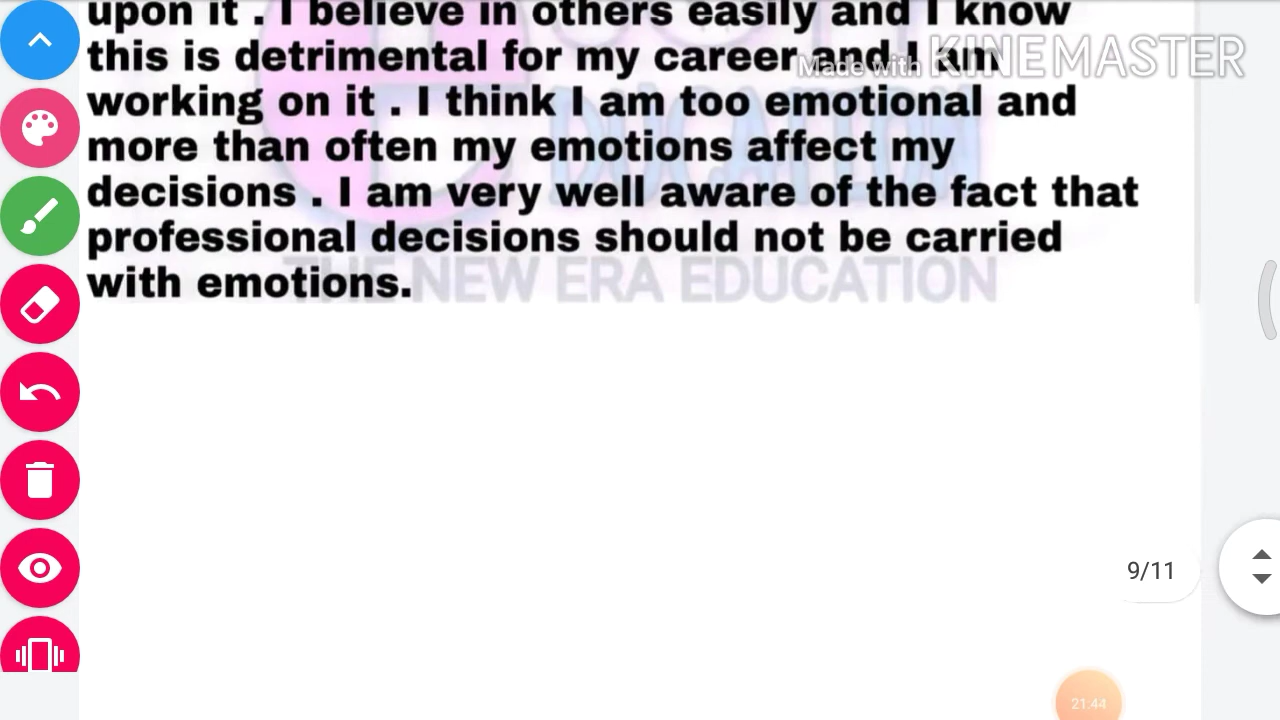 upon it . I believe in others easily and I know
this is detrimental for my career and I am
Made with KINEMASTER
working on it . I think I am too emotional and
more than often my emotions affect my
decisions . I am very well aware of the fact that
professional decisions should not be carried
with emotions.
THE NEW ERA EDUCATION
9/11
21:44